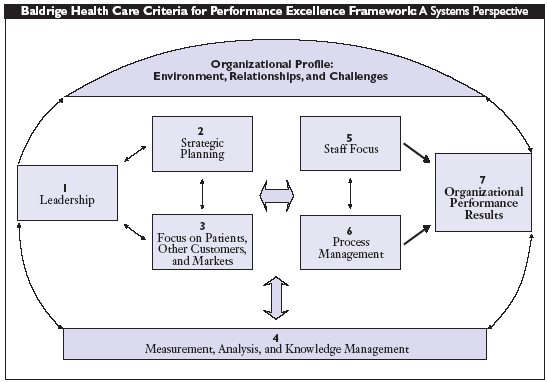 Baldrige Health Care Criteria for Performance Excellence Framework: A Systems Perspective
Organizational Profile:
Environment, Relationships, and Challenges
2
Strategic
Planning
5
Staff Focus
1
Leadership
7
Organizational
Performance
Results
3
Focus on Patients,
Other Customers,
and Markets
6
Process
Management
4
Measurement, Analysis, and Knowledge Management